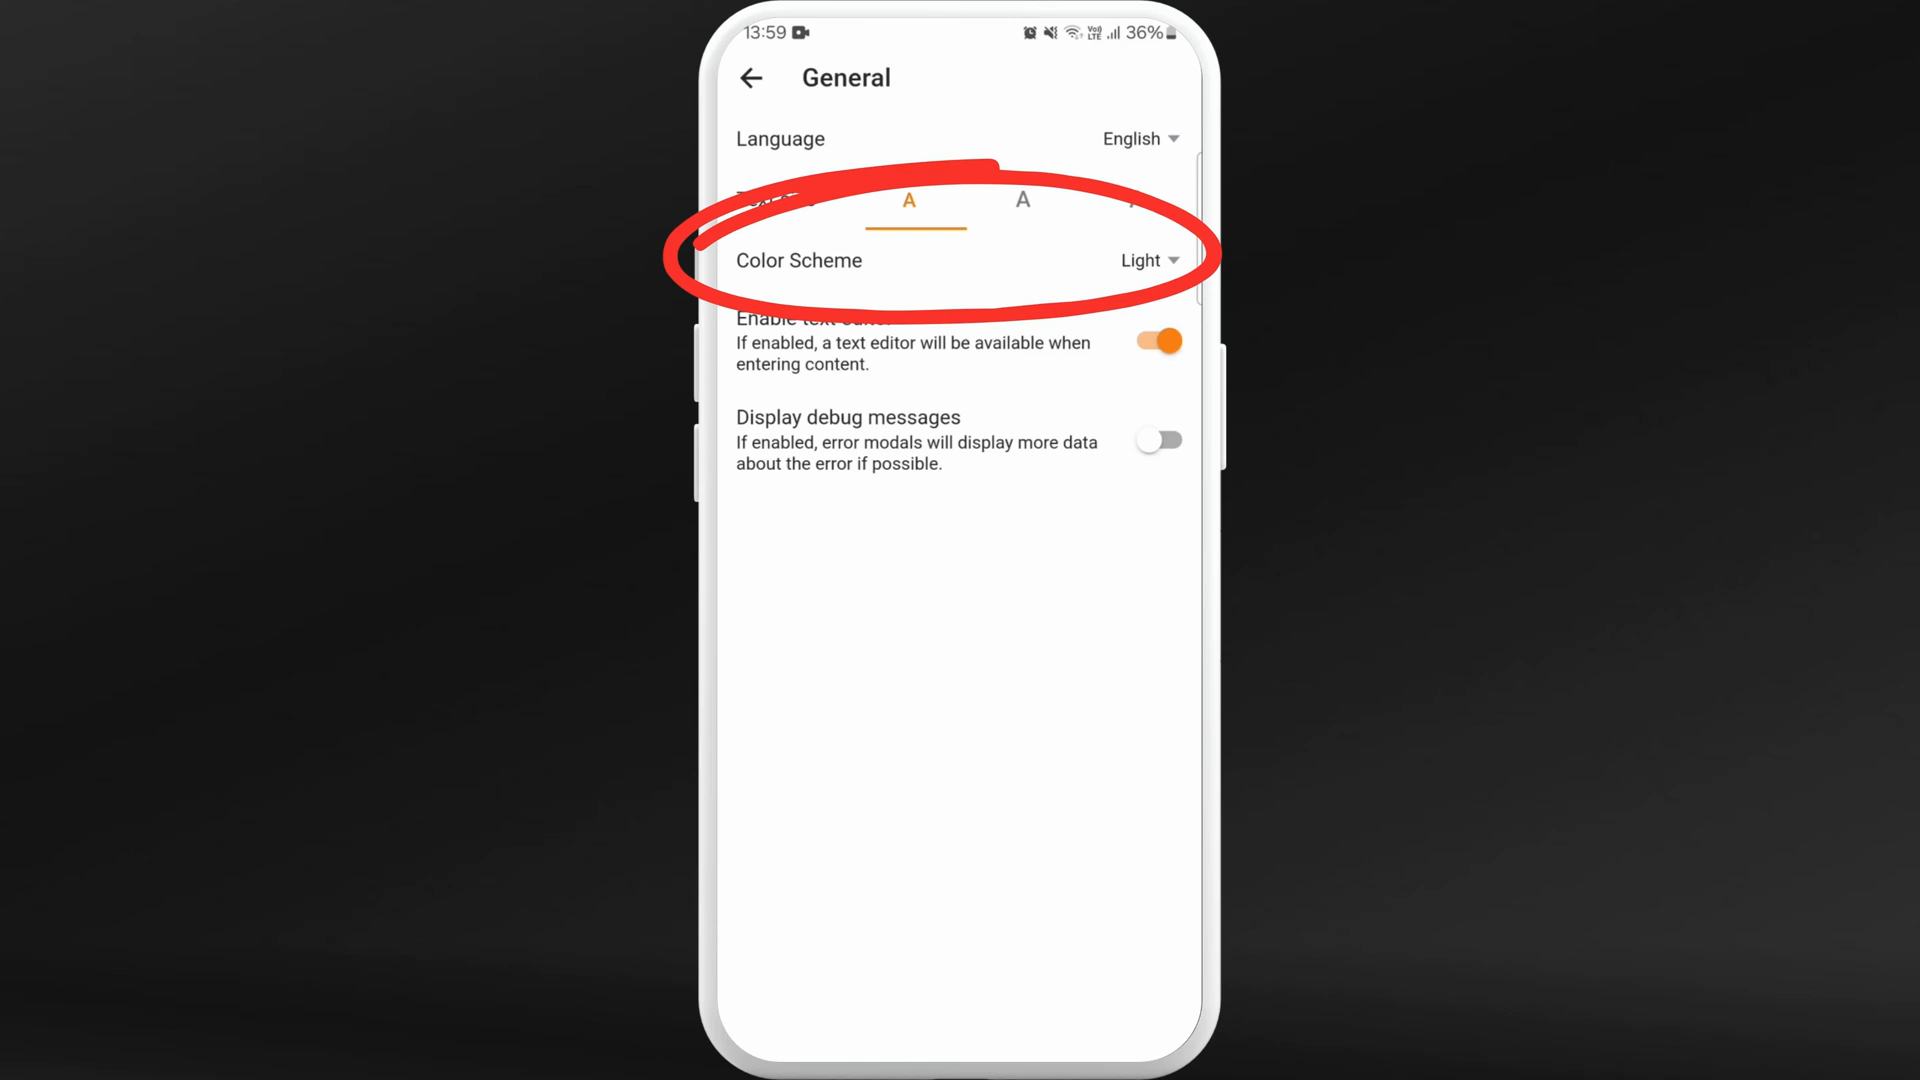 13:59
Vo) LTE 36%
General
Language English
A A
Color Scheme Light
Enable text editor
If enabled, a text editor will be available when
entering content.
Display debug messages
If enabled, error modals will display more data
about the error if possible.